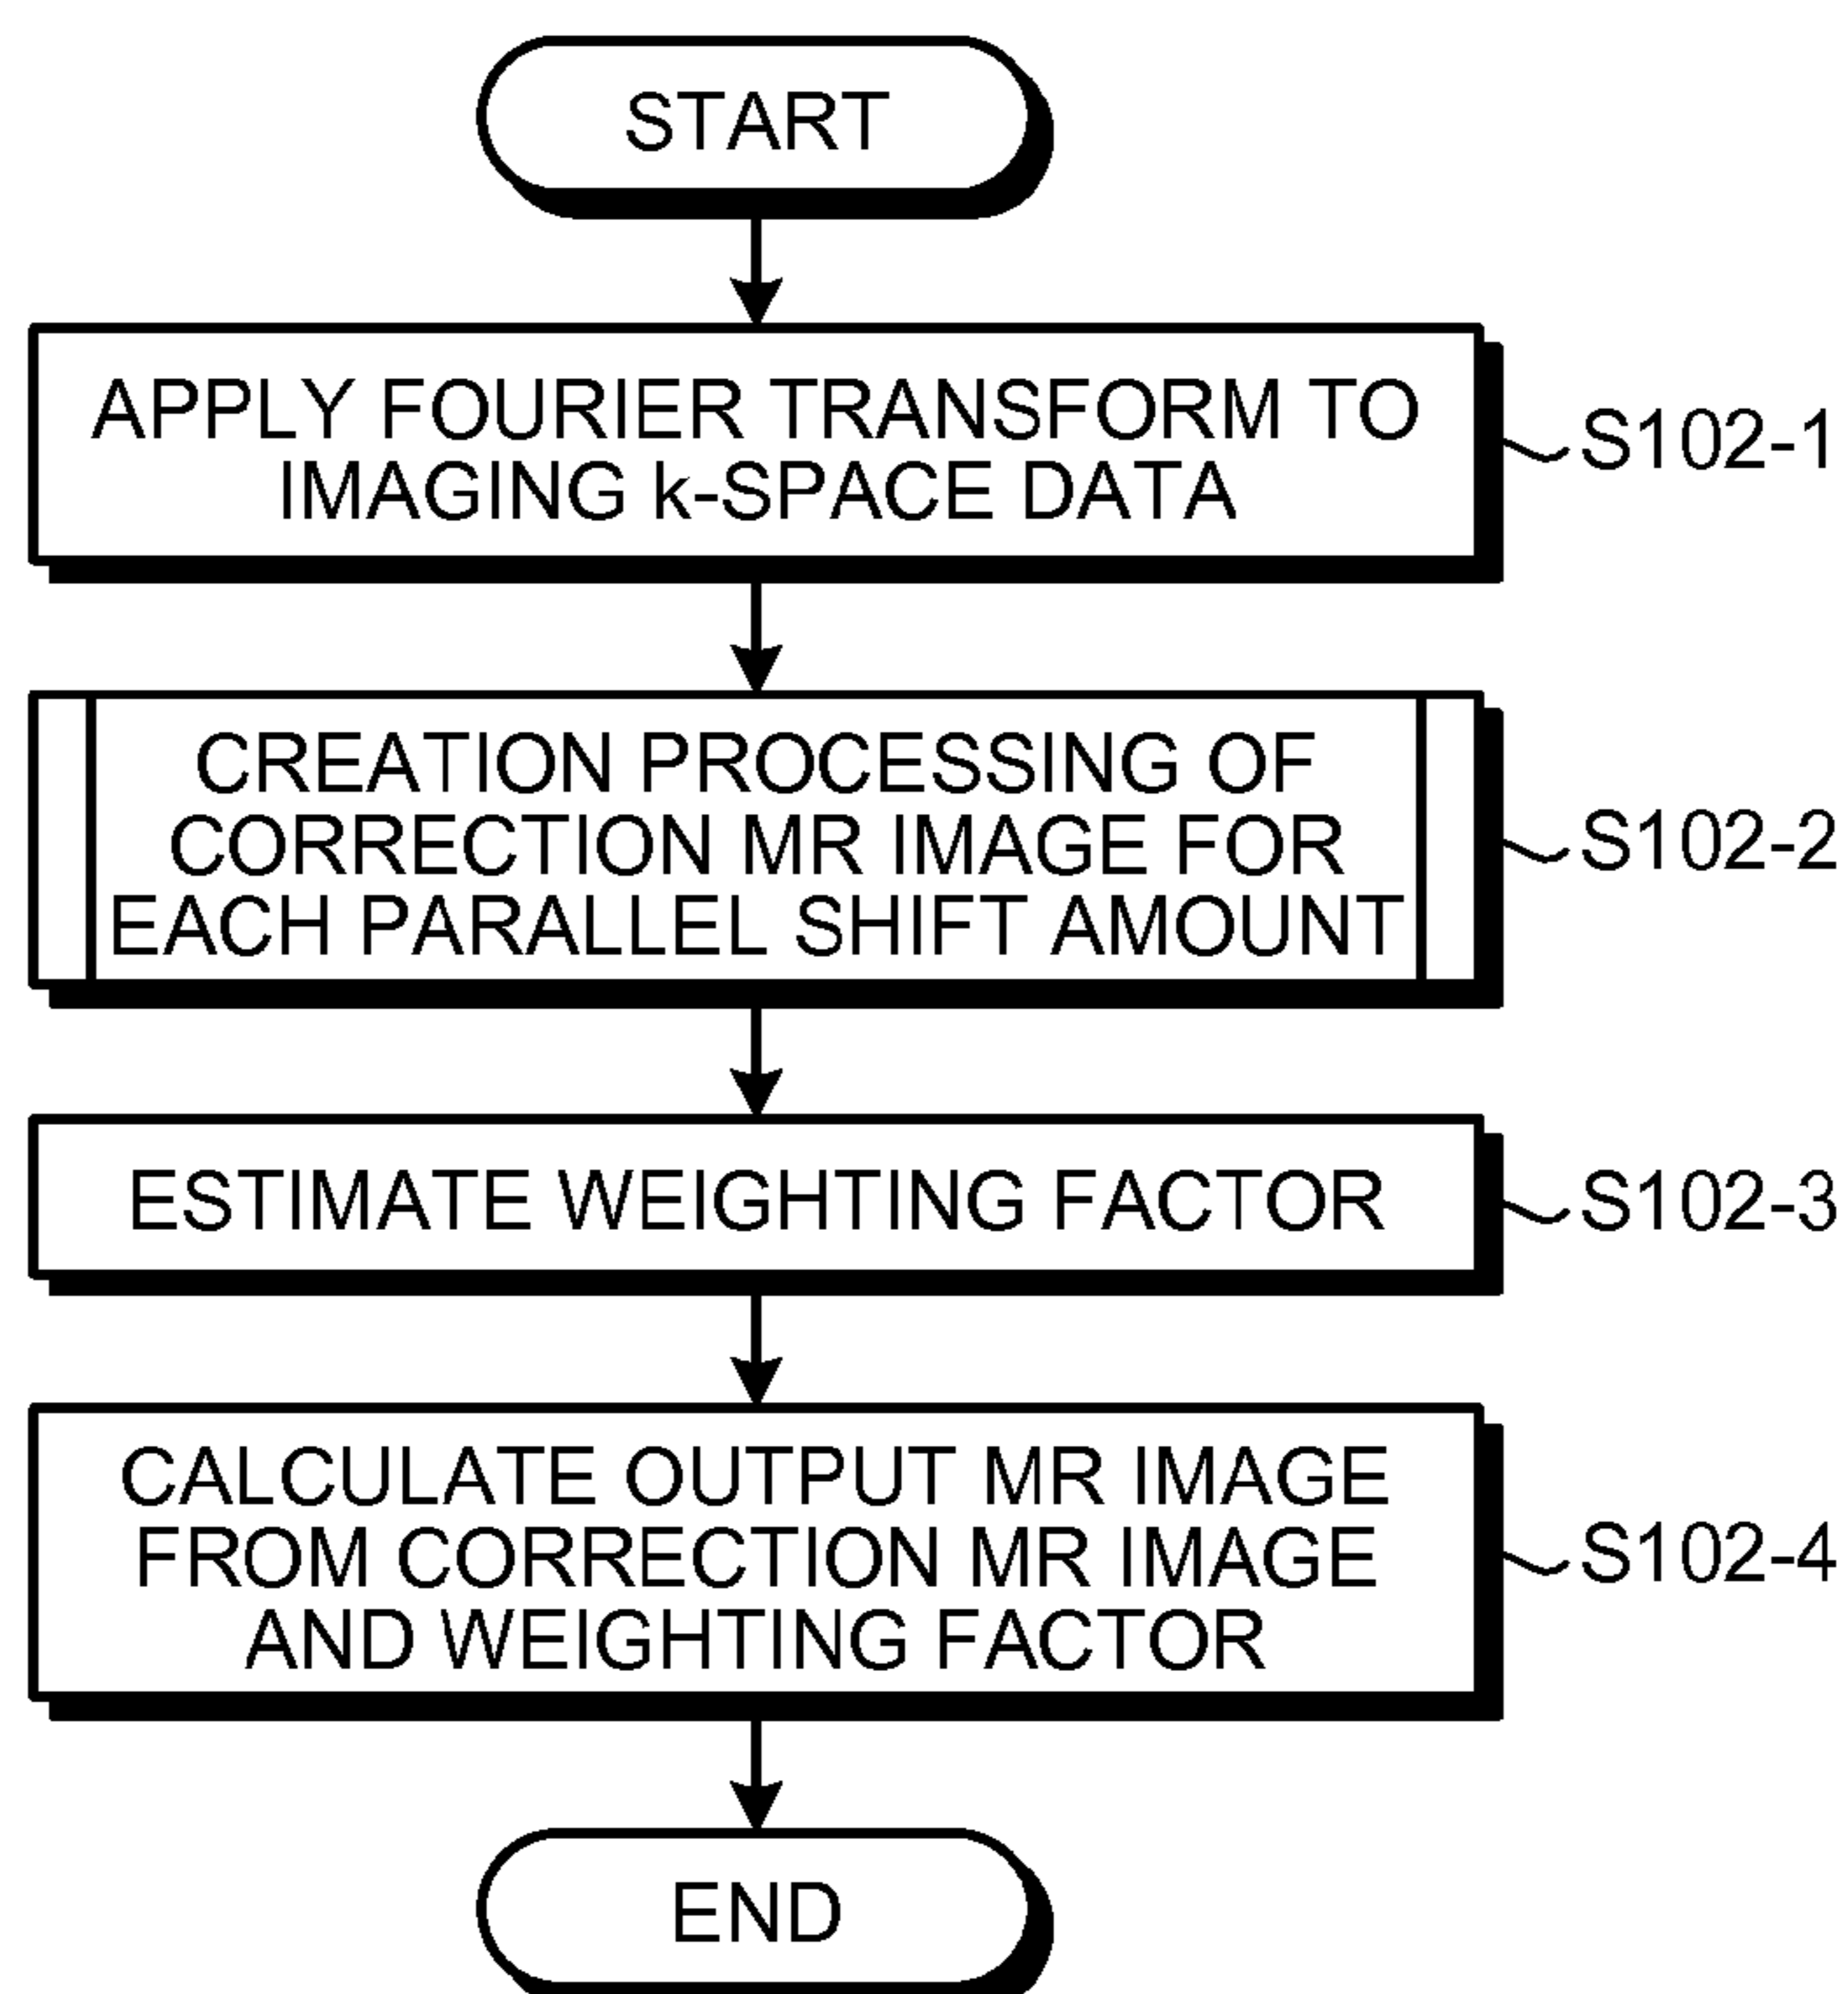 START
APPLY FOURIER TRANSFORM TO
IMAGING k-SPACE DATA
S102-1
CREATION PROCESSING OF
CORRECTION MR IMAGE FOR
EACH PARALLEL SHIFT AMOUNT
S102-2
ESTIMATE WEIGHTING FACTOR
S102-3
CALCULATE OUTPUT MR IMAGE
FROM CORRECTION MR IMAGE
AND WEIGHTING FACTOR
S102-4
END